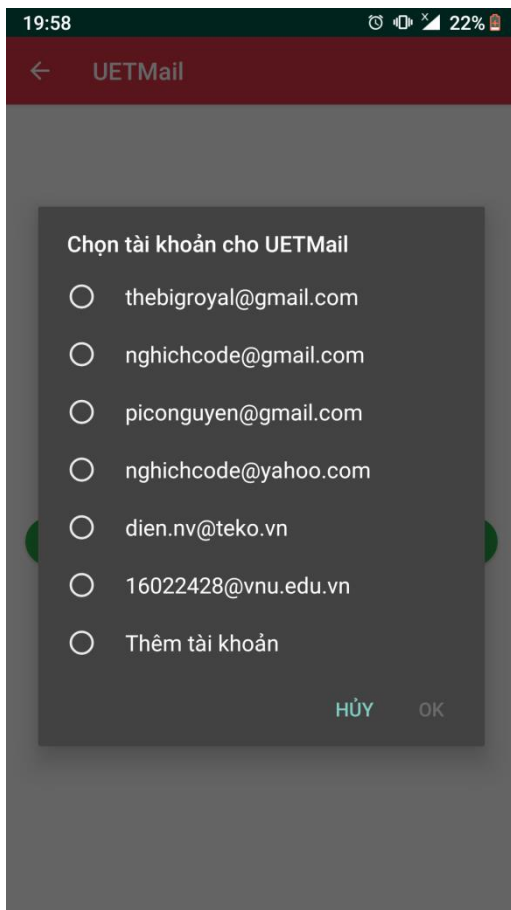 19:58
22%
UETMail
Chọn tài khoản cho UETMail
thebigroyal@gmail.com
nghichcode@gmail.com
piconguyen@gmail.com
nghichcode@yahoo.com
dien.nv@teko.vn
16022428@vnu.edu.vn
Thêm tài khoản
HỦY OK